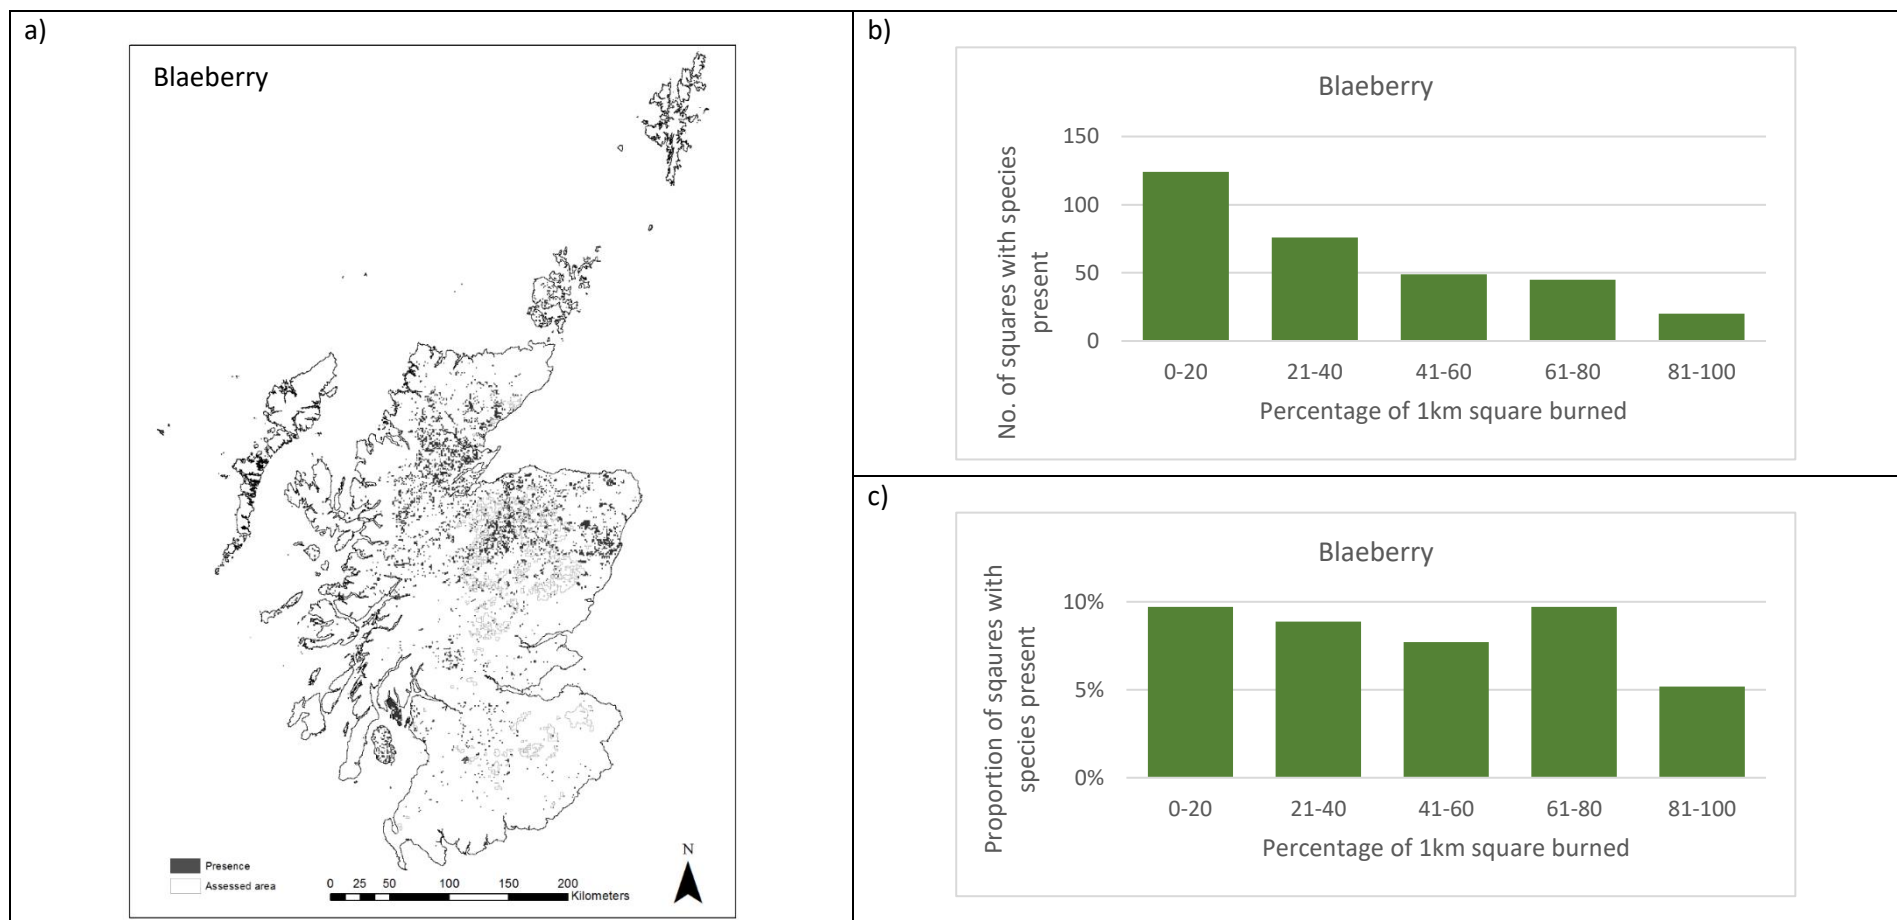 a)
Blaeberry
N
Presence
Assessed area
0 25 50 100 150 200
Kilometers
b)
Blaeberry
No. of squares with species
present
150
100
50
0
0-20 21-40 41-60 61-80 81-100
Percentage of 1km square burned
c)
Blaeberry
Proportion of sqaures with
species present
10%
5%
0%
0-20 21-40 41-60 61-80 81-100
Percentage of 1km square burned